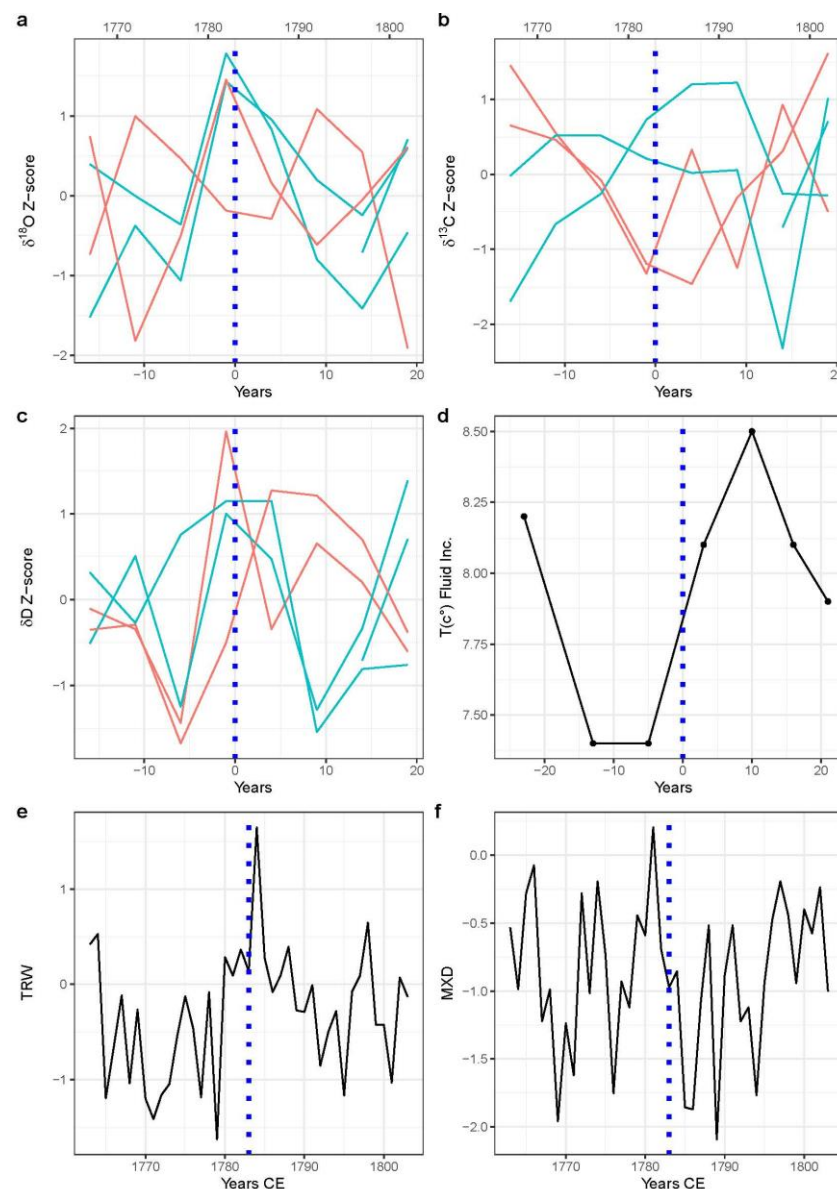 a
1770 1780 1790 1800
δ18O Z−score
1
0
−1
−2
−10 0 10 20
Years
b
1770 1780 1790 1800
δ13C Z−score
1
0
−1
−2
−10 0 10 20
Years
c
δD Z−score
2
1
0
−1
−10 0 10 20
Years
d
T(c°) Fluid Inc.
8.50
8.25
8.00
7.75
7.50
−20 −10 0 10 20
Years
e
TRW
1
0
−1
1770 1780 1790 1800
Years CE
f
MXD
0.0
−0.5
−1.0
−1.5
−2.0
1770 1780 1790 1800
Years CE